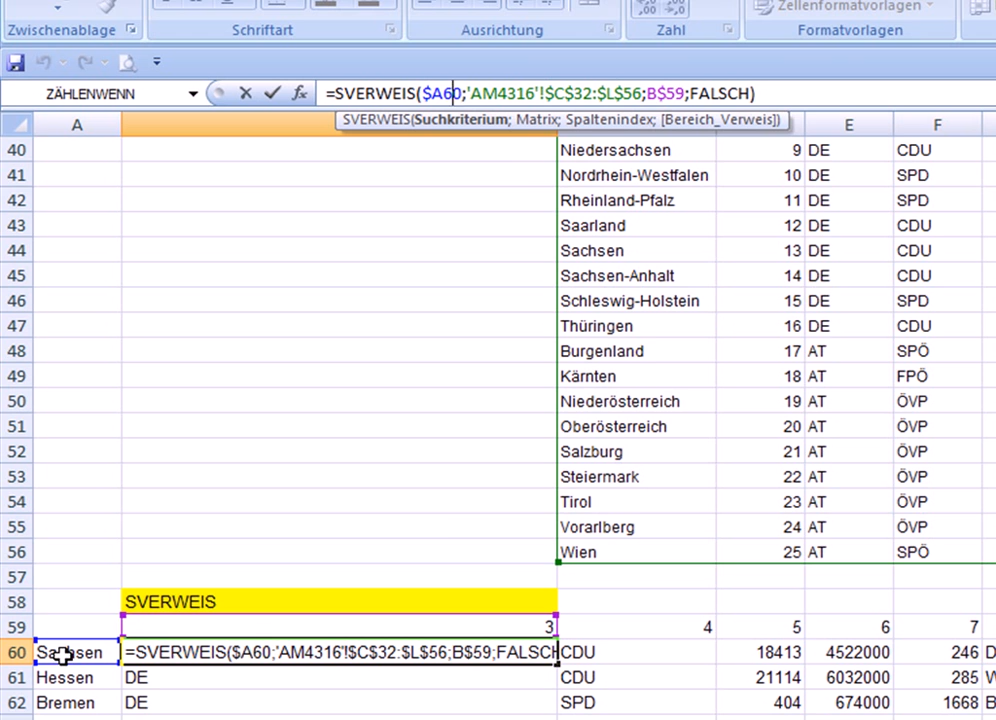 Zellenformatvorlagen
Zwischenablage Schriftart Ausrichtung Zahl Formatvorlagen
ZÄHLENWENN =SVERWEIS($A60;'AM4316'!$C$32:$L$56;B$59;FALSCH)
SVERWEIS(Suchkriterium; Matrix; Spaltenindex; [Bereich_Verweis])
A E F
40 Niedersachsen 9 DE CDU
41 Nordrhein-Westfalen 10 DE SPD
42 Rheinland-Pfalz 11 DE SPD
43 Saarland 12 DE CDU
44 Sachsen 13 DE CDU
45 Sachsen-Anhalt 14 DE CDU
46 Schleswig-Holstein 15 DE SPD
47 Thüringen 16 DE CDU
48 Burgenland 17 AT SPÖ
49 Kärnten 18 AT FPÖ
50 Niederösterreich 19 AT ÖVP
51 Oberösterreich 20 AT ÖVP
52 Salzburg 21 AT ÖVP
53 Steiermark 22 AT ÖVP
54 Tirol 23 AT ÖVP
55 Vorarlberg 24 AT ÖVP
56 Wien 25 AT SPÖ
57
58 SVERWEIS
59 3 4 5 6 7
60 Sachsen =SVERWEIS($A60;'AM4316'!$C$32:$L$56;B$59;FALSCH CDU 18413 4522000 246 D
61 Hessen DE CDU 21114 6032000 285 W
62 Bremen DE SPD 404 674000 1668 B